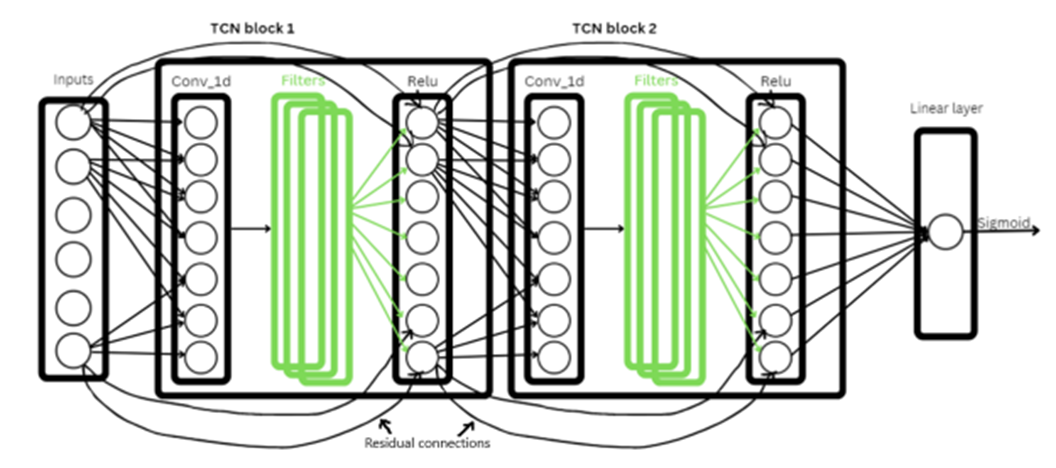 TCN block 1
TCN block 2
Inputs
Conv_1d
Filters
Relu
Conv_1d
Filters
Relu
Linear layer
Sigmoid
Residual connections